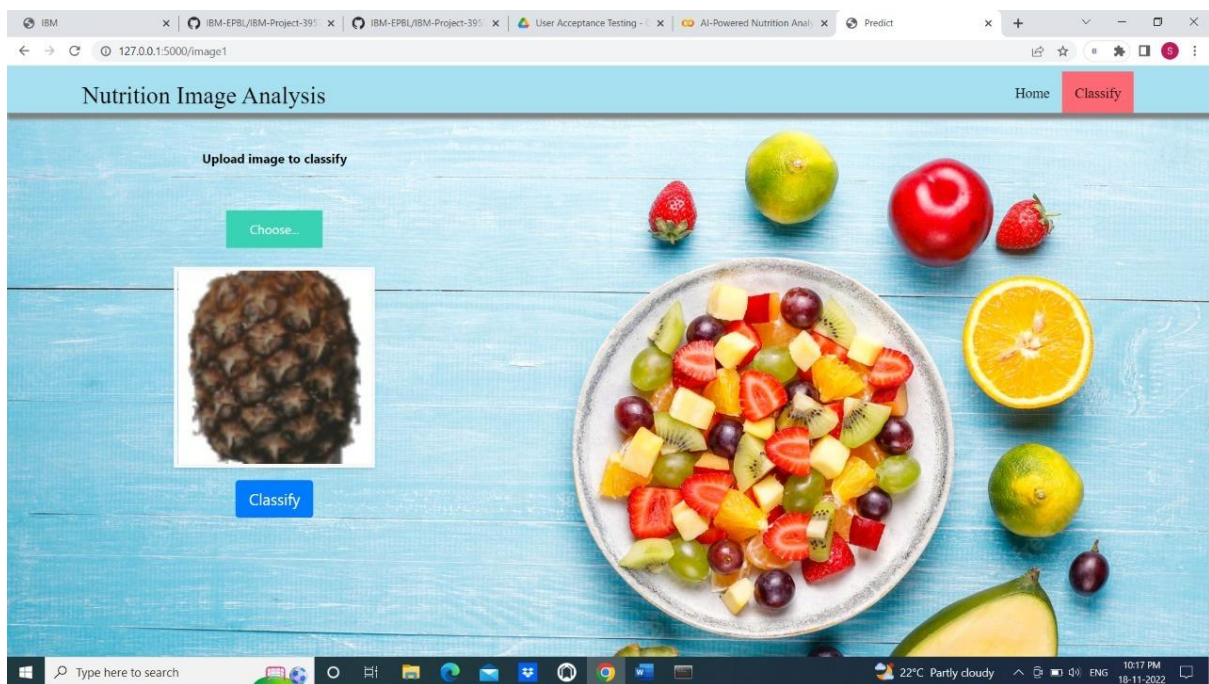 IBM
IBM-EPBL/IBM-Project-395
IBM-EPBL/IBM-Project-395
User Acceptance Testing -
AI-Powered Nutrition Analy
Predict
127.0.0.1:5000/image1
S
Nutrition Image Analysis
Home
Classify
Upload image to classify
Choose...
Classify
Type here to search
22°C Partly cloudy
ENG
10:17 PM
18-11-2022